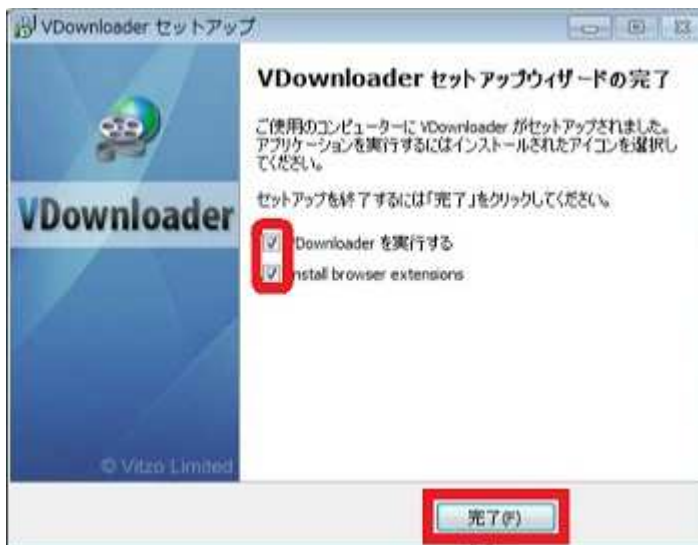 VDownloader セットアップ
VDownloader セットアップウィザードの完了
ご使用のコンピューターに VDownloader がセットアップされました。
アプリケーションを実行するにはインストールされたアイコンを選択し
てください。
セットアップを終了するには「完了」をクリックしてください。
VDownloader
Downloader を実行する
nstall browser extensions
© Vitzo Limited
完了(F)